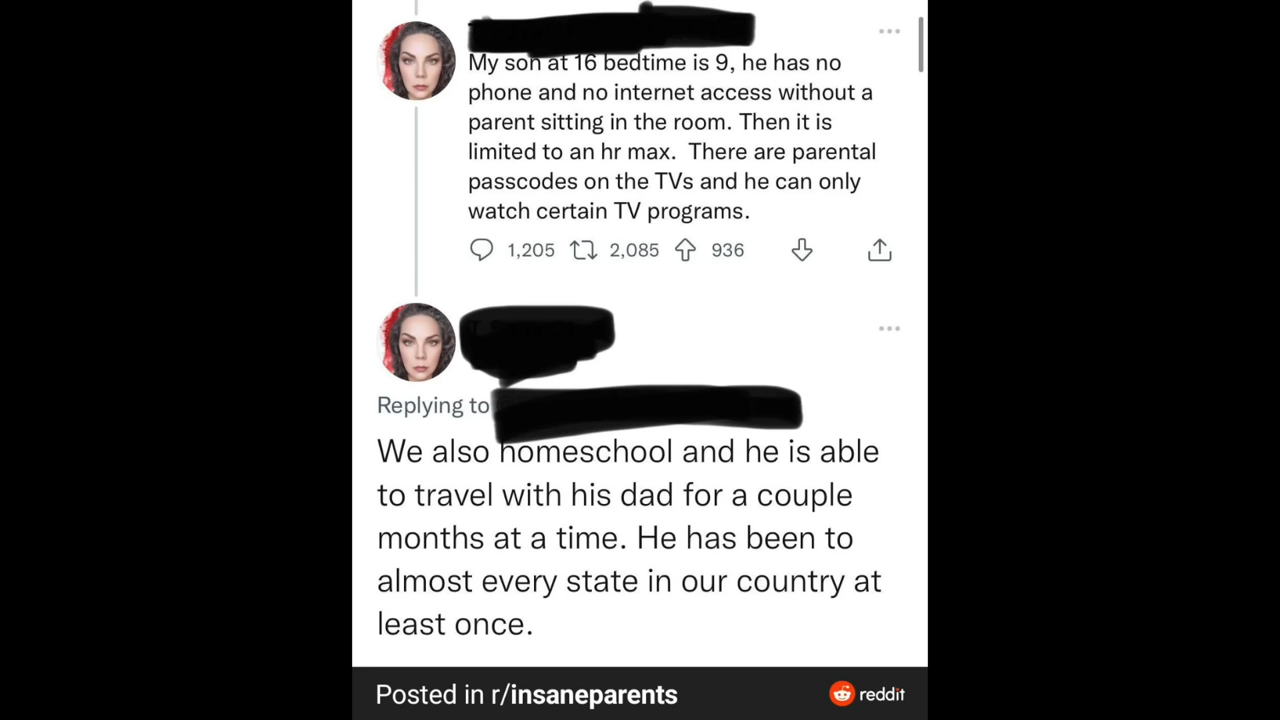 My son at 16 bedtime is 9, he has no
phone and no internet access without a
parent sitting in the room. Then it is
limited to an hr max. There are parental
passcodes on the TVs and he can only
watch certain TV programs.
1,205 2,085 936
Replying to
We also homeschool and he is able
to travel with his dad for a couple
months at a time. He has been to
almost every state in our country at
least once.
Posted in r/insaneparents reddit